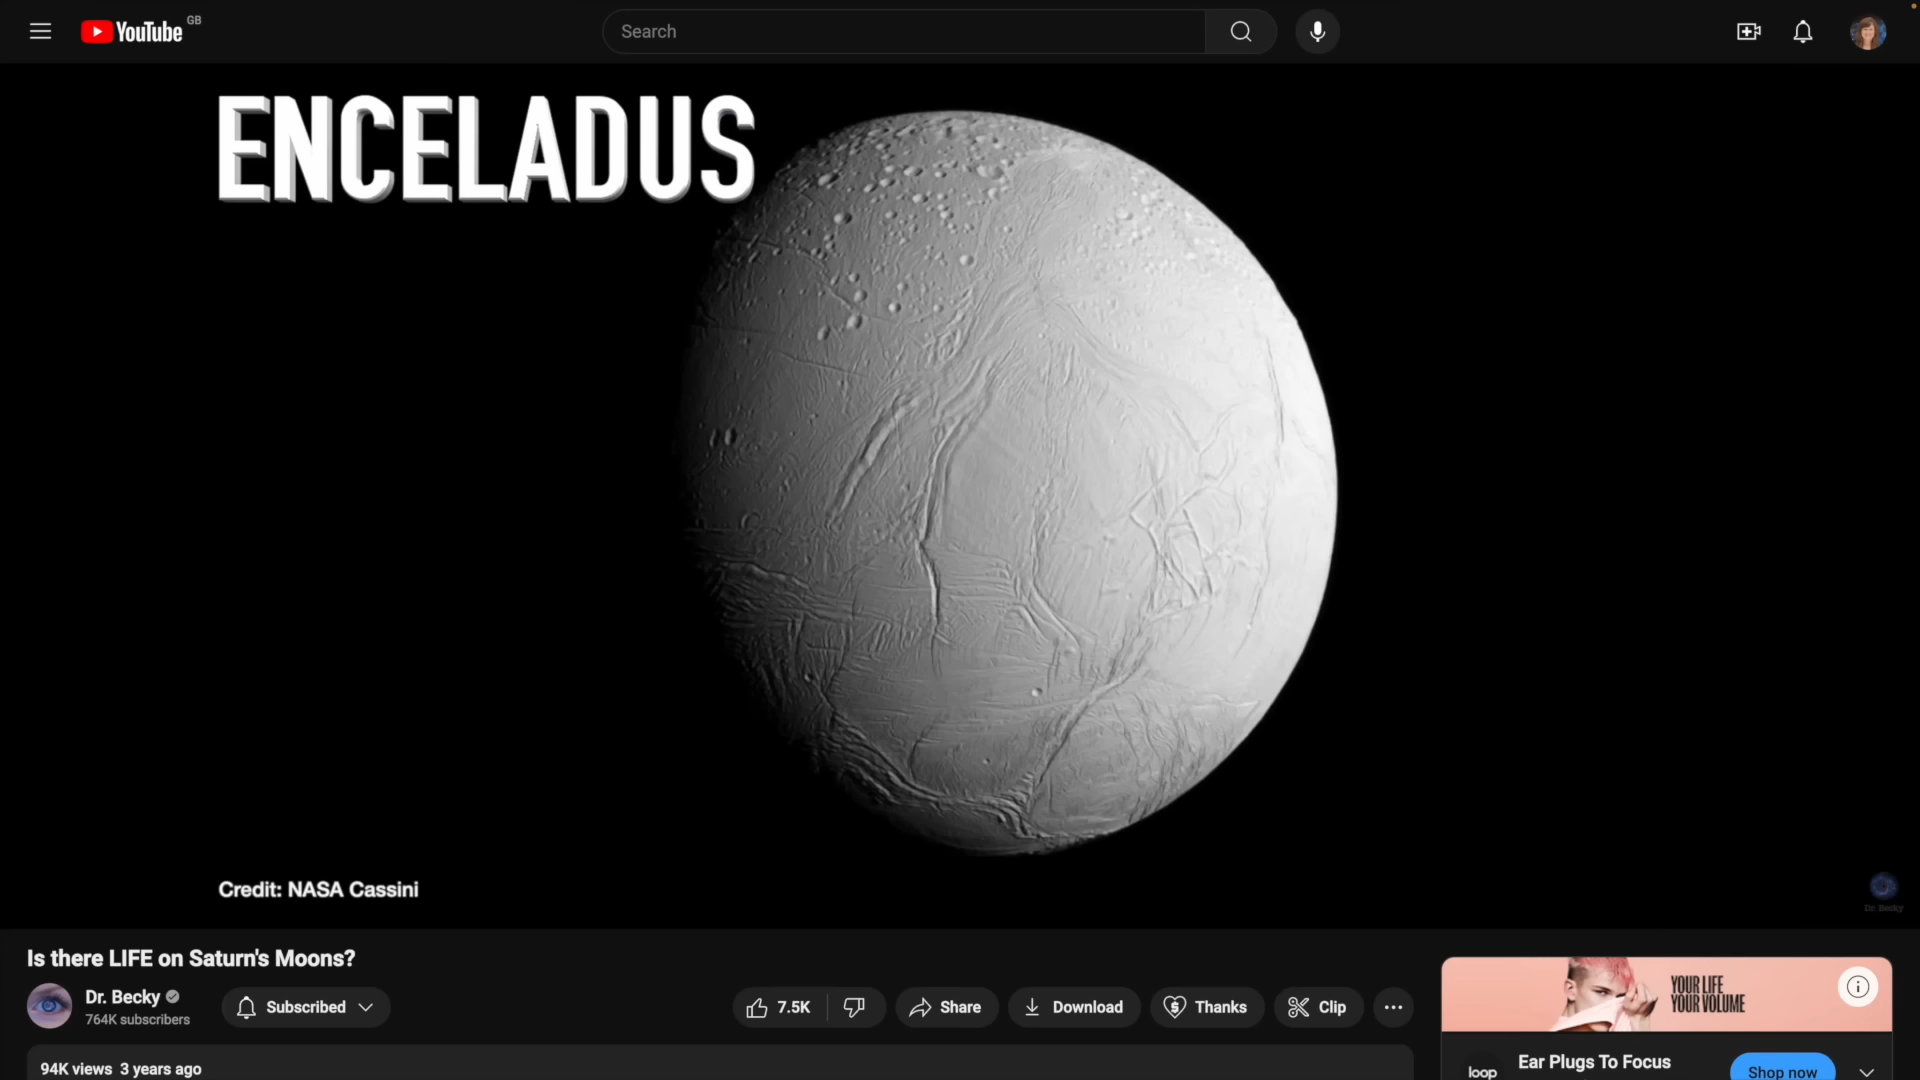 YouTube GB
Search
ENCELADUS
Credit: NASA Cassini
Dr. Becky
Is there LIFE on Saturn's Moons?
Dr. Becky
764K subscribers
Subscribed
7.5K
Share
Download
Thanks
Clip
94K views 3 years ago
YOUR LIFE
YOUR VOLUME
loop
Ear Plugs To Focus
Shop now